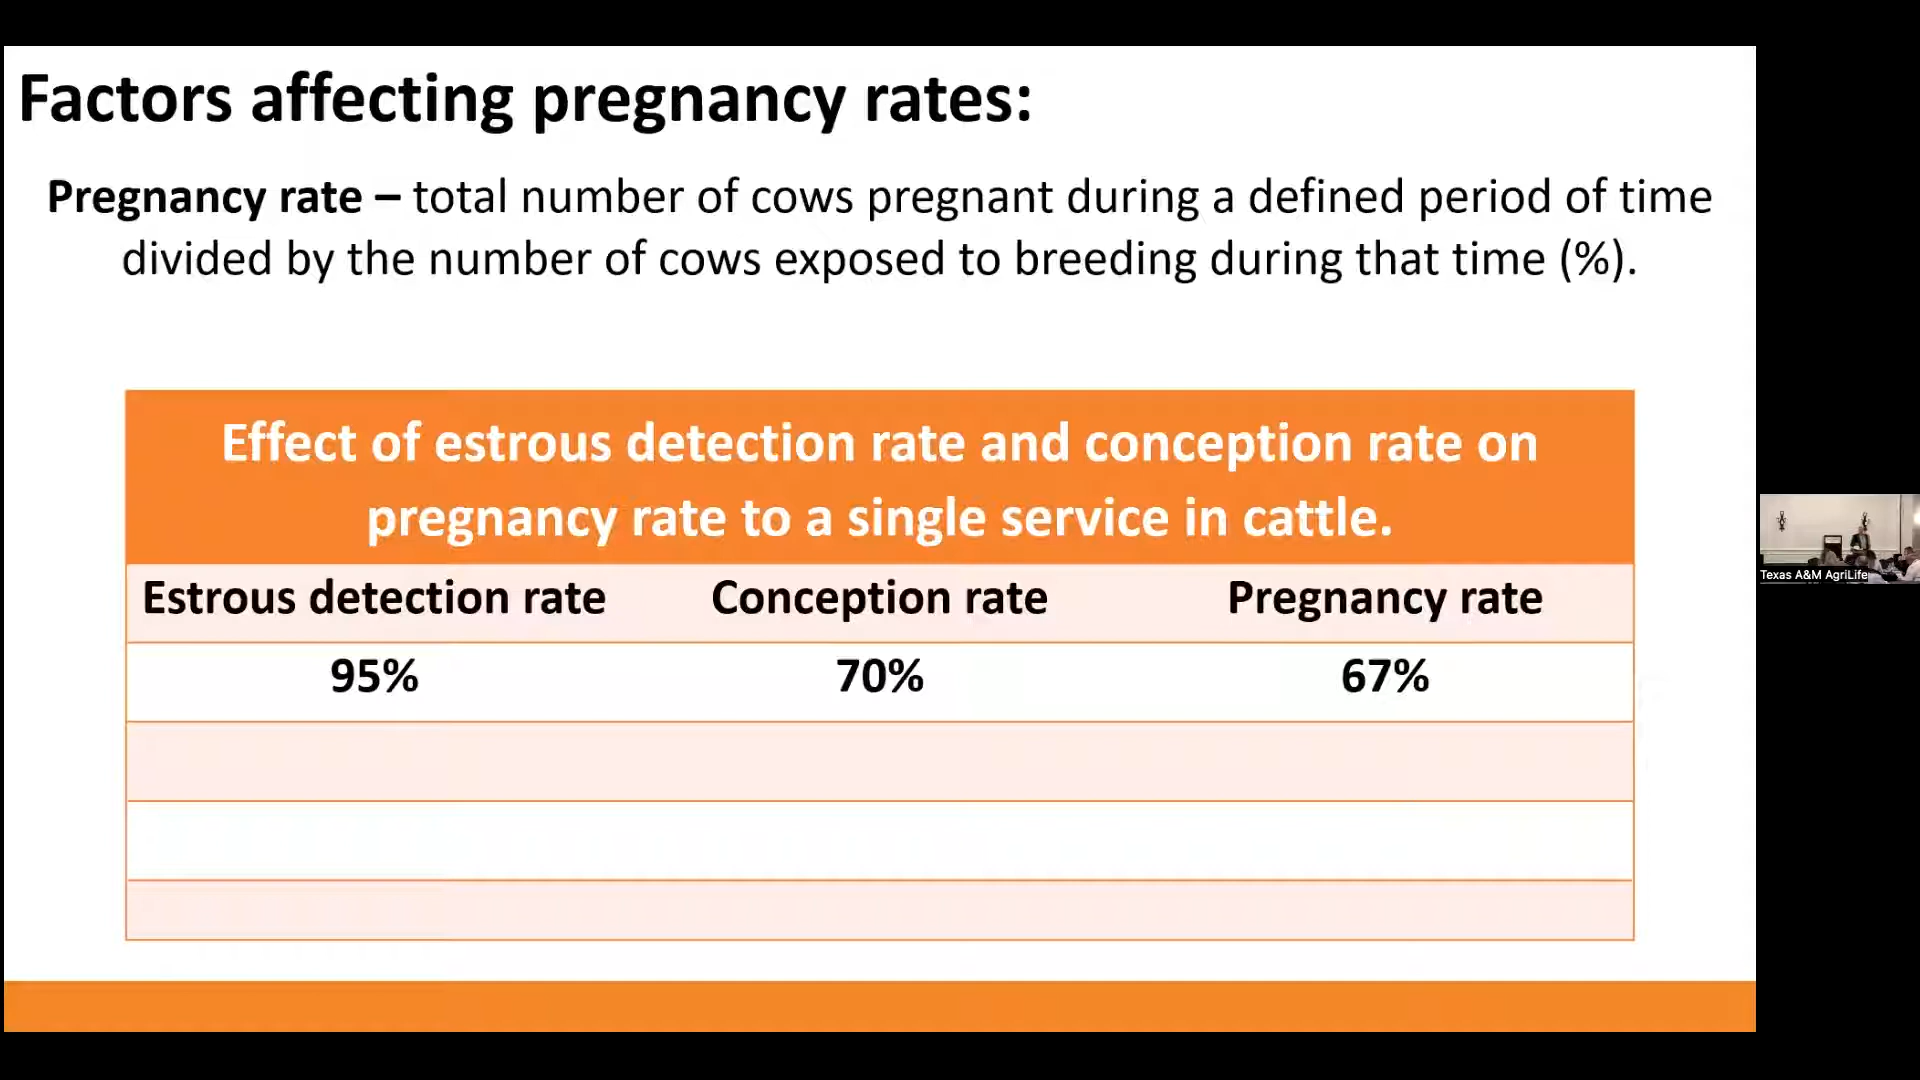 Factors affecting pregnancy rates:
Pregnancy rate – total number of cows pregnant during a defined period of time
divided by the number of cows exposed to breeding during that time (%).
Effect of estrous detection rate and conception rate on
pregnancy rate to a single service in cattle.
Estrous detection rate Conception rate Pregnancy rate
95% 70% 67%
Texas A&M AgriLife